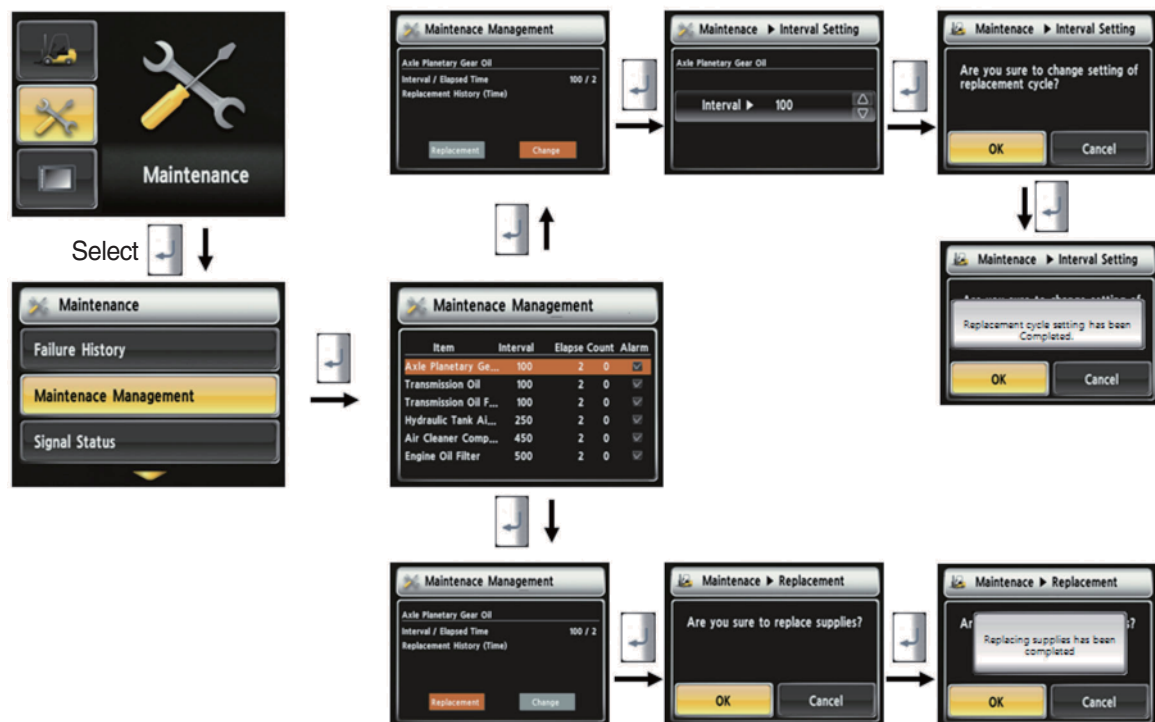 Maintenance
Select
Maintenance
Failure History
Maintenace Management
Signal Status
Maintenace Management
Axle Planetary Gear Oil
Interval / Elapsed Time 100 / 2
Replacement History (Time)
Replacement Change
Maintenace ▶ Interval Setting
Axle Planetary Gear Oil
Interval ▶ 100
Maintenace ▶ Interval Setting
Are you sure to change setting of
replacement cycle?
OK Cancel
Maintenace ▶ Interval Setting
Replacement cycle setting has been
Completed.
OK Cancel
Maintenace Management
Item Interval Elapse Count Alarm
Axle Planetary Ge... 100 2 0
Transmission Oil 100 2 0
Transmission Oil F... 100 2 0
Hydraulic Tank Ai... 250 2 0
Air Cleaner Comp... 450 2 0
Engine Oil Filter 500 2 0
Maintenace Management
Axle Planetary Gear Oil
Interval / Elapsed Time 100 / 2
Replacement History (Time)
Replacement Change
Maintenace ▶ Replacement
Are you sure to replace supplies?
OK Cancel
Maintenace ▶ Replacement
Ar s?
Replacing supplies has been
completed
OK Cancel